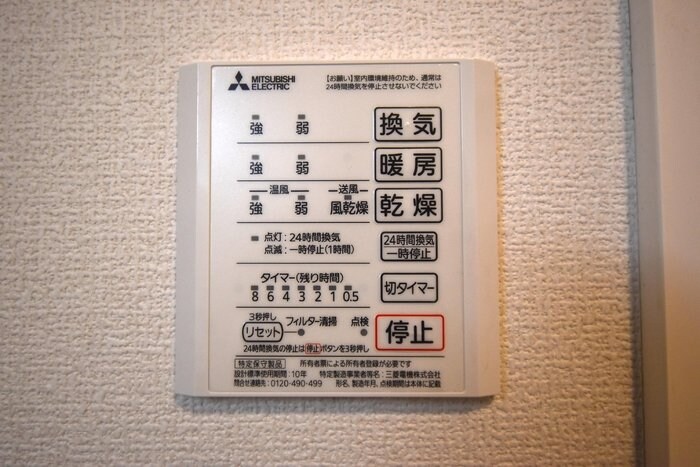 MITSUBISHI
ELECTRIC
【お願い】室内環境維持のため、通常は
24時間換気を停止させないでください
強 弱 換気
強 弱 暖房
温風 送風
強 弱 風乾燥 乾燥
点灯:24時間換気
点滅:一時停止(1時間)
24時間換気
一時停止
タイマー(残り時間)
8 6 4 3 2 1 0.5
切タイマー
3秒押し
リセット フィルター清掃 点検
停止
24時間換気の停止は停止ボタンを3秒押し
特定保守製品 所有者票による所有者登録が必要です
設計標準使用期間:10年 特定製造事業者等名:三菱電機株式会社
問合せ連絡先:0120-490-499 形名、製造年月、点検期間は本体に記載